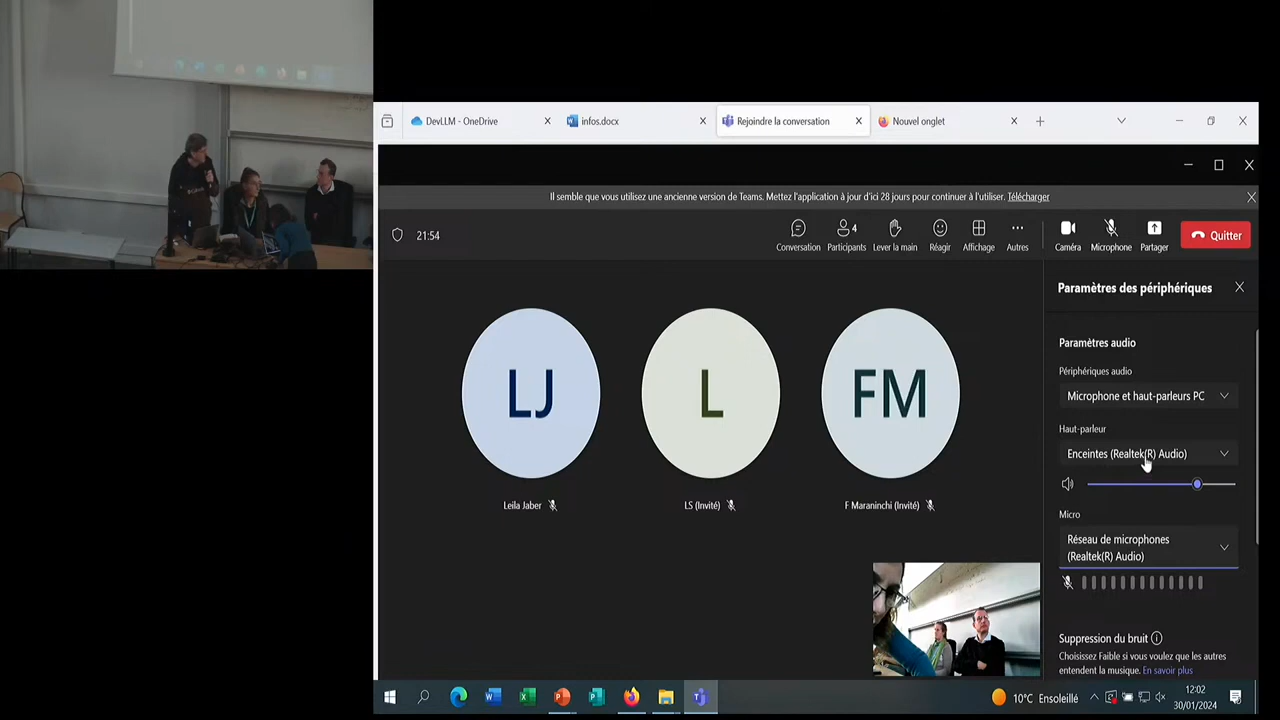 DevLLM - OneDrive
infos.docx
Rejoindre la conversation
Nouvel onglet
Il semble que vous utilisez une ancienne version de Teams. Mettez l'application à jour d'ici 28 jours pour continuer à l'utiliser. Télécharger
21:54
Conversation
4
Participants
Lever la main
Réagir
Affichage
Autres
Caméra
Microphone
Partager
Quitter
LJ
L
FM
Leila Jaber
LS (Invité)
F Maraninchi (Invité)
Paramètres des périphériques
Paramètres audio
Périphériques audio
Microphone et haut-parleurs PC
Haut-parleur
Enceintes (Realtek(R) Audio)
Micro
Réseau de microphones
(Realtek(R) Audio)
Suppression du bruit
Choisissez Faible si vous voulez que les autres
entendent la musique. En savoir plus
10°C Ensoleillé
12:02
30/01/2024